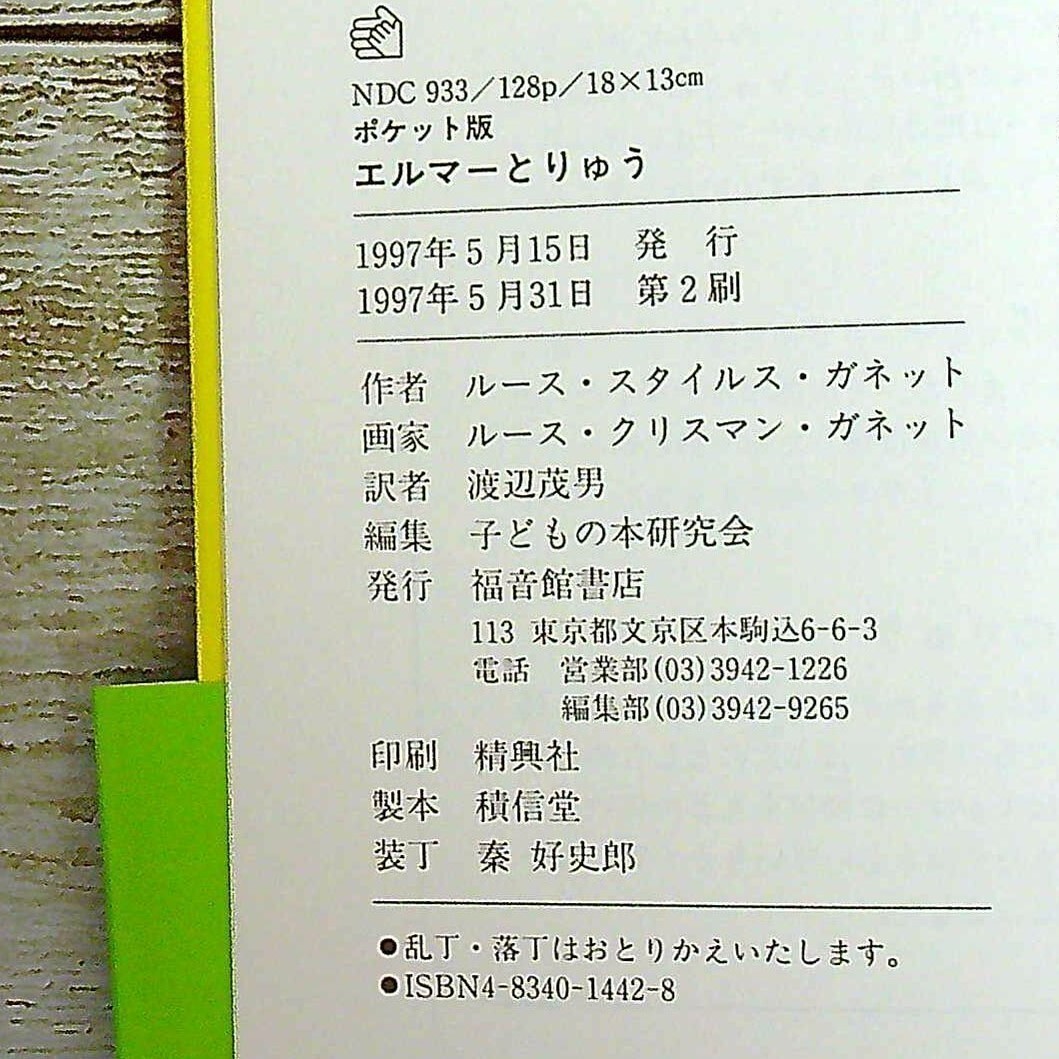 NDC 933/128p/18×13cm
ポケット版
エルマーとりゅう
1997年5月15日 発 行
1997年5月31日 第2刷
作者 ルース・スタイルス・ガネット
画家 ルース・クリスマン・ガネット
訳者 渡辺茂男
編集 子どもの本研究会
発行 福音館書店
113 東京都文京区本駒込6-6-3
電話 営業部(03)3942-1226
編集部(03)3942-9265
印刷 精興社
製本 積信堂
装丁 秦 好史郎
●乱丁・落丁はおとりかえいたします。
●ISBN4-8340-1442-8